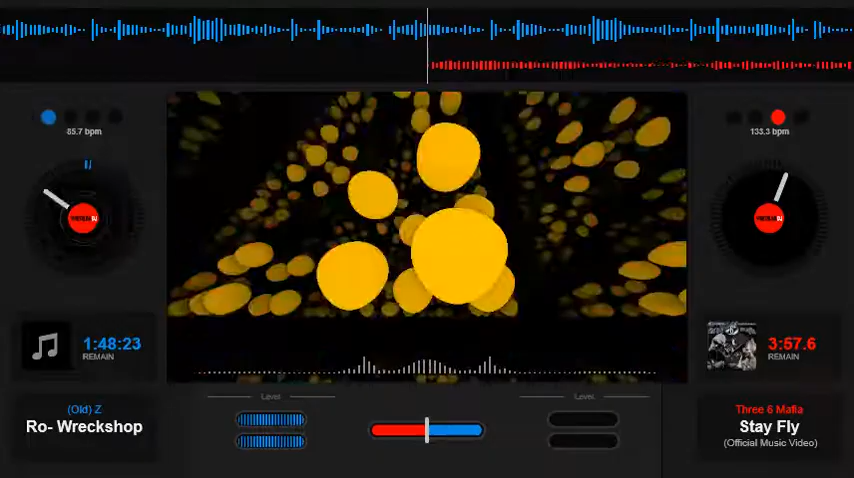 85.7 bpm
133.3 bpm
1:48:23
REMAIN
3:57.6
REMAIN
(Old) Z
Ro- Wreckshop
Level
Level
Three 6 Mafia
Stay Fly
(Official Music Video)